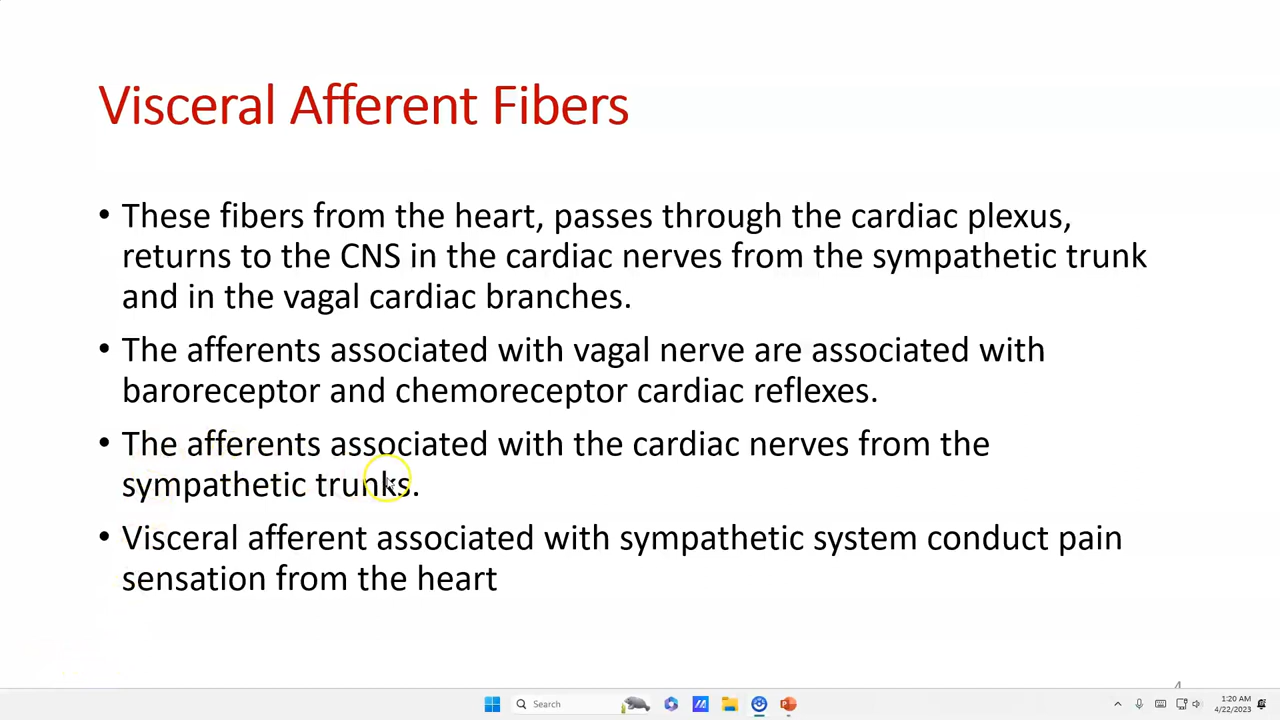 Visceral Afferent Fibers
• These fibers from the heart, passes through the cardiac plexus,
returns to the CNS in the cardiac nerves from the sympathetic trunk
and in the vagal cardiac branches.
• The afferents associated with vagal nerve are associated with
baroreceptor and chemoreceptor cardiac reflexes.
• The afferents associated with the cardiac nerves from the
sympathetic trunks.
• Visceral afferent associated with sympathetic system conduct pain
sensation from the heart
Search
1:20 AM
4/22/2023